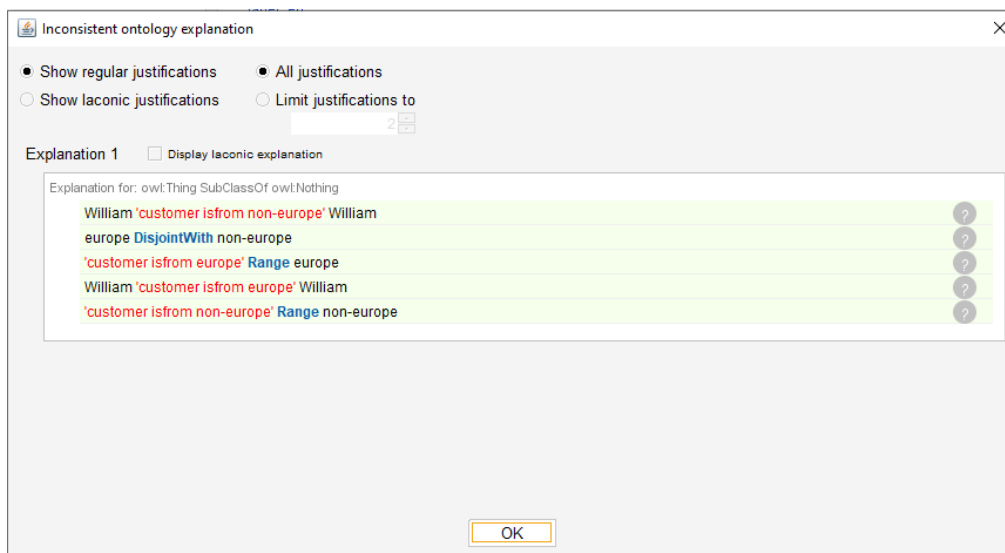 Inconsistent ontology explanation
Show regular justifications All justifications
Show laconic justifications Limit justifications to
2
Explanation 1 Display laconic explanation
Explanation for: owl:Thing SubClassOf owl:Nothing
William 'customer isfrom non-europe' William ?
europe DisjointWith non-europe ?
'customer isfrom europe' Range europe ?
William 'customer isfrom europe' William ?
'customer isfrom non-europe' Range non-europe ?
OK